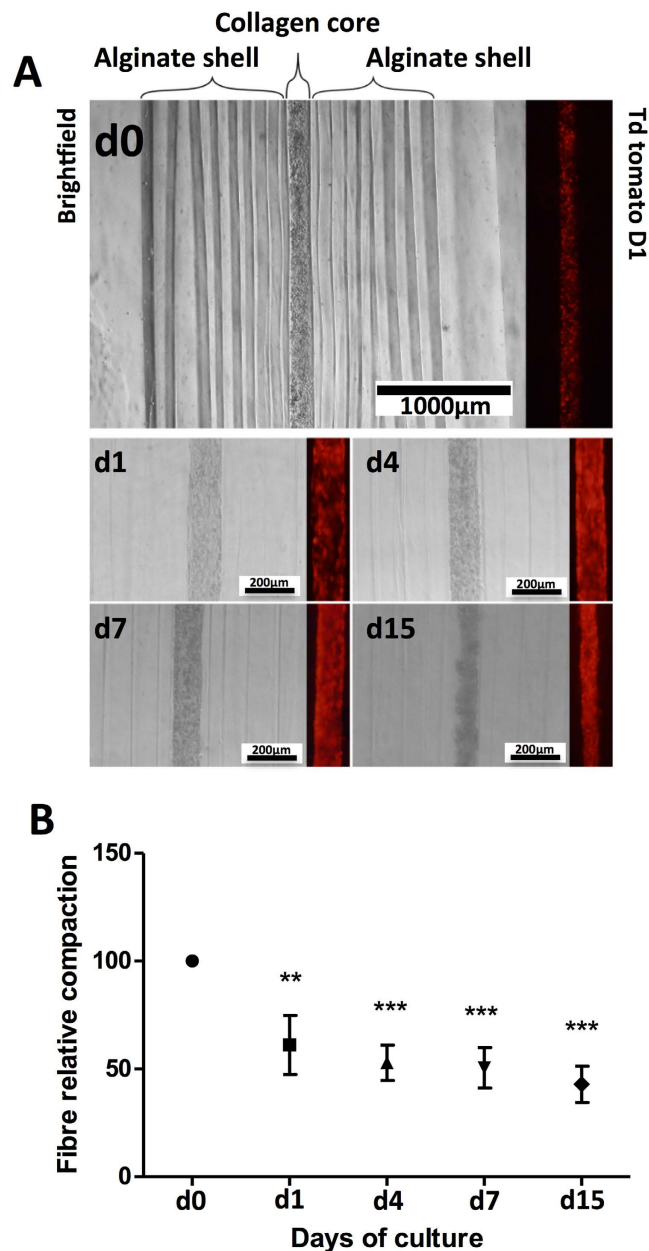 Collagen core
Alginate shell Alginate shell
A
d0
Brightfield
Td tomato D1
1000µm
d1
200µm
d4
200µm
d7
200µm
d15
200µm
B
Fibre relative compaction
150
100
50
0
**
***
***
***
d0 d1 d4 d7 d15
Days of culture